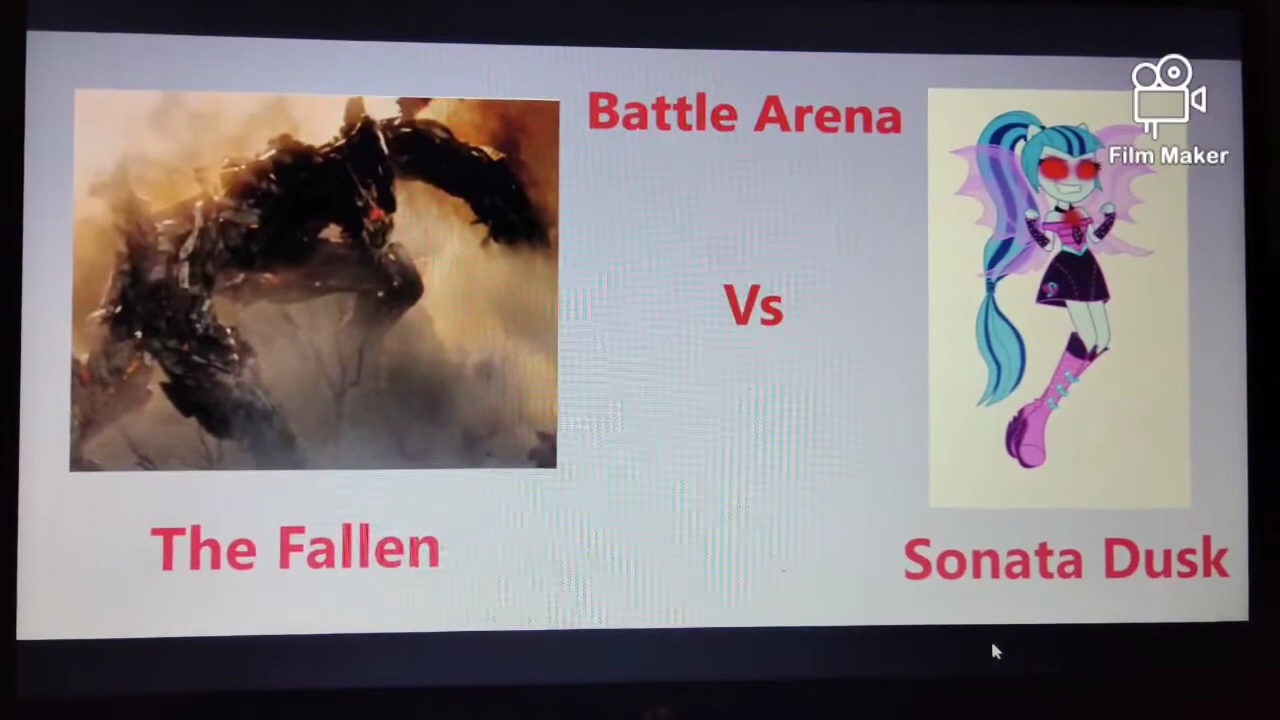 Battle Arena
Film Maker
Vs
The Fallen
Sonata Dusk